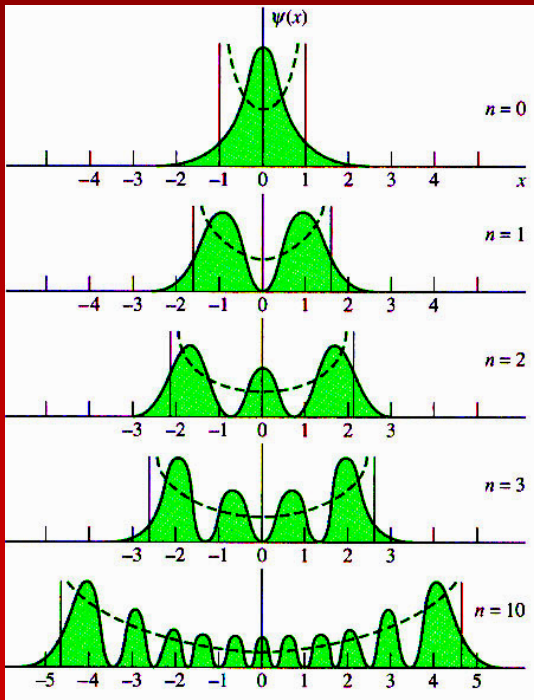 ψ(x)
n = 0
−4 −3 −2 −1 0 1 2 3 4 x
n = 1
−4 −3 −2 −1 0 1 2 3 4
n = 2
−3 −2 −1 0 1 2 3
n = 3
−3 −2 −1 0 1 2 3
n = 10
−5 −4 −3 −2 −1 0 1 2 3 4 5